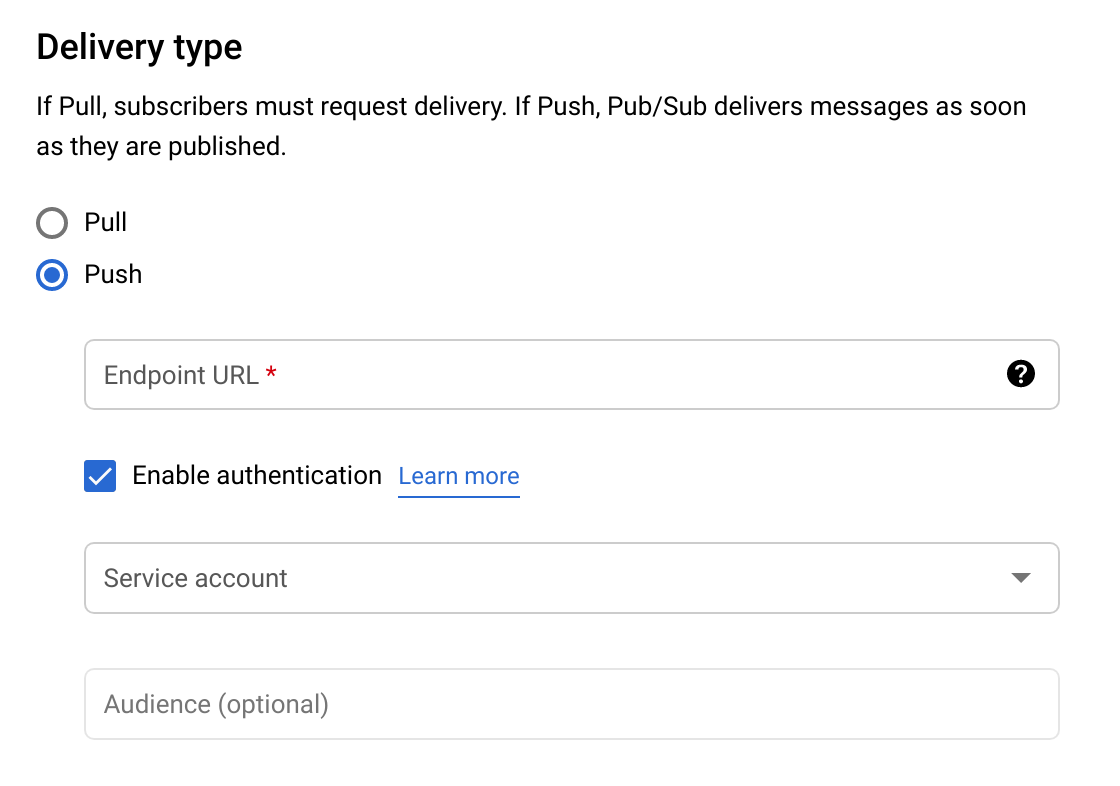 Delivery type
If Pull, subscribers must request delivery. If Push, Pub/Sub delivers messages as soon
as they are published.
Pull
Push
Endpoint URL *
?
Enable authentication Learn more
Service account
Audience (optional)